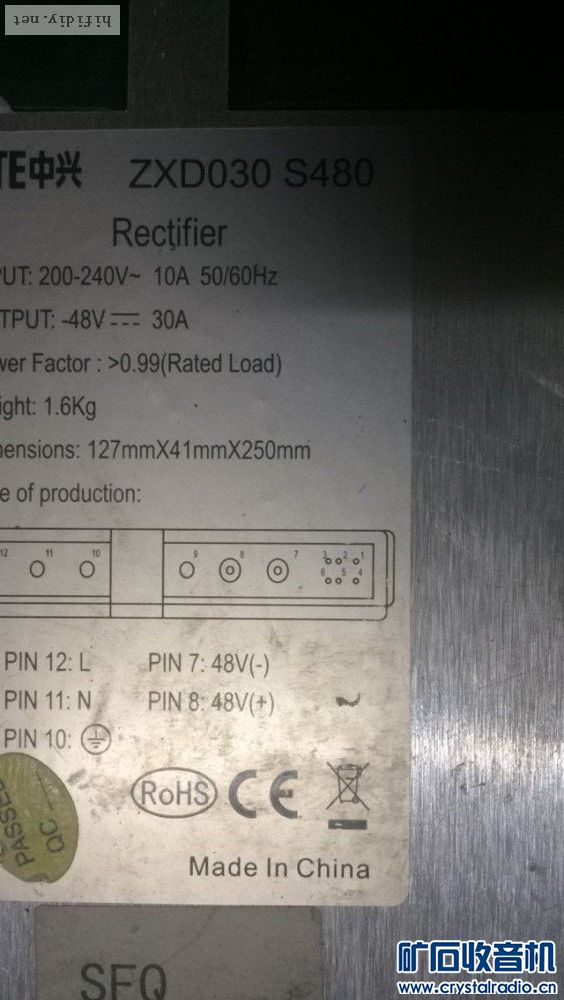 hifidiy.net
TE中兴 ZXD030 S480
Rectifier
PUT: 200-240V~ 10A 50/60Hz
TPUT: -48V⎓ 30A
wer Factor : >0.99(Rated Load)
ight: 1.6Kg
ensions: 127mmX41mmX250mm
e of production:
12 11 10 9 8 7 3 2 1
6 5 4
PIN 12: L PIN 7: 48V(-)
PIN 11: N PIN 8: 48V(+)
PIN 10:
PASSED
QC
RoHS CE
Made In China
SFQ
矿石收音机
www.crystalradio.cn